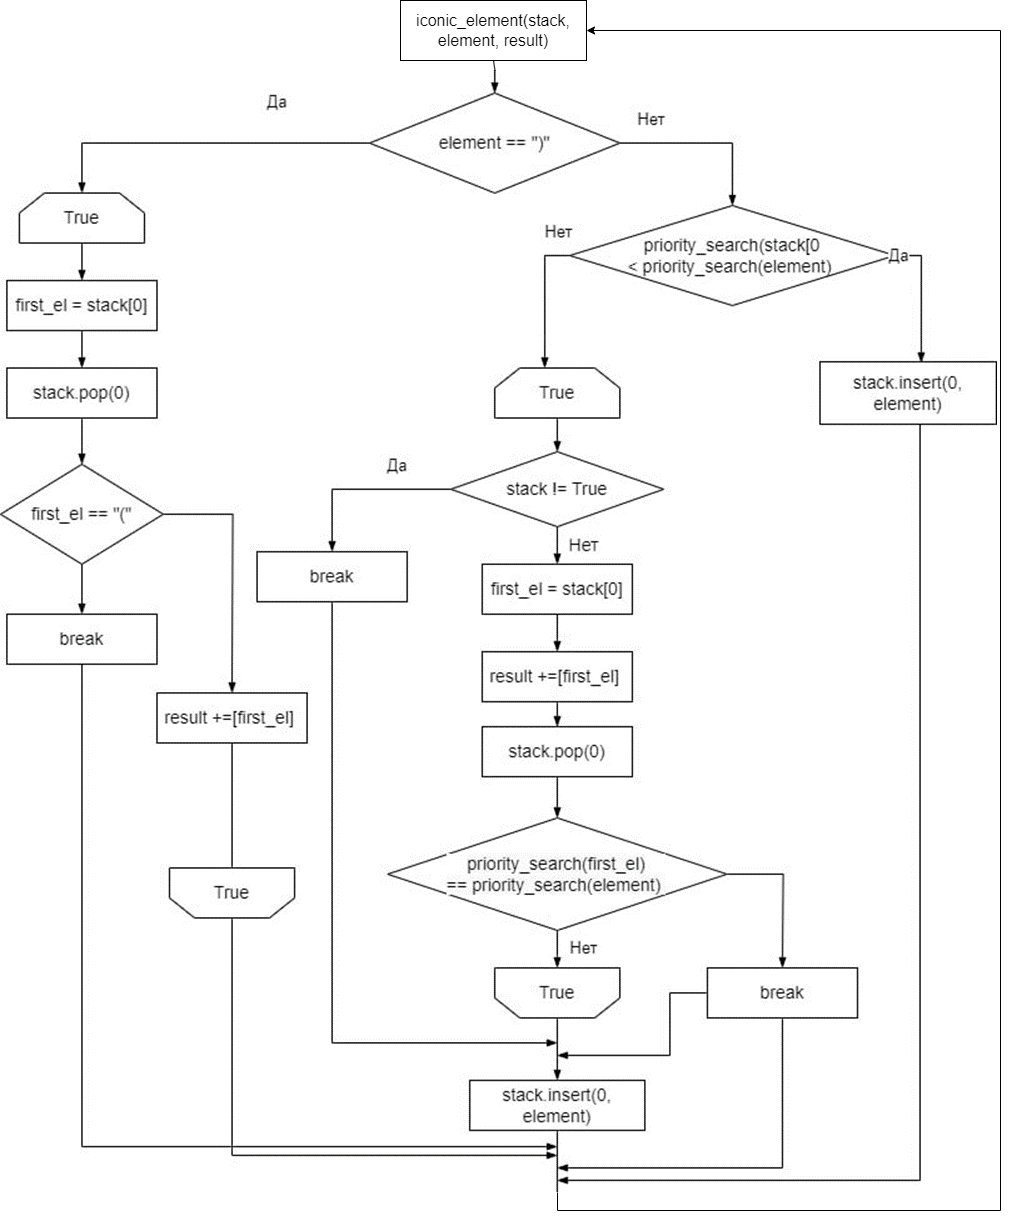 iconic_element(stack,
element, result)
Да
element == ")"
Нет
True
Нет
priority_search(stack[0
< priority_search(element)
Да
first_el = stack[0]
stack.pop(0)
True
stack.insert(0,
element)
Да
stack != True
first_el == "("
Нет
break
first_el = stack[0]
break
result +=[first_el]
result +=[first_el]
stack.pop(0)
priority_search(first_el)
== priority_search(element)
True
Нет
True
break
stack.insert(0,
element)